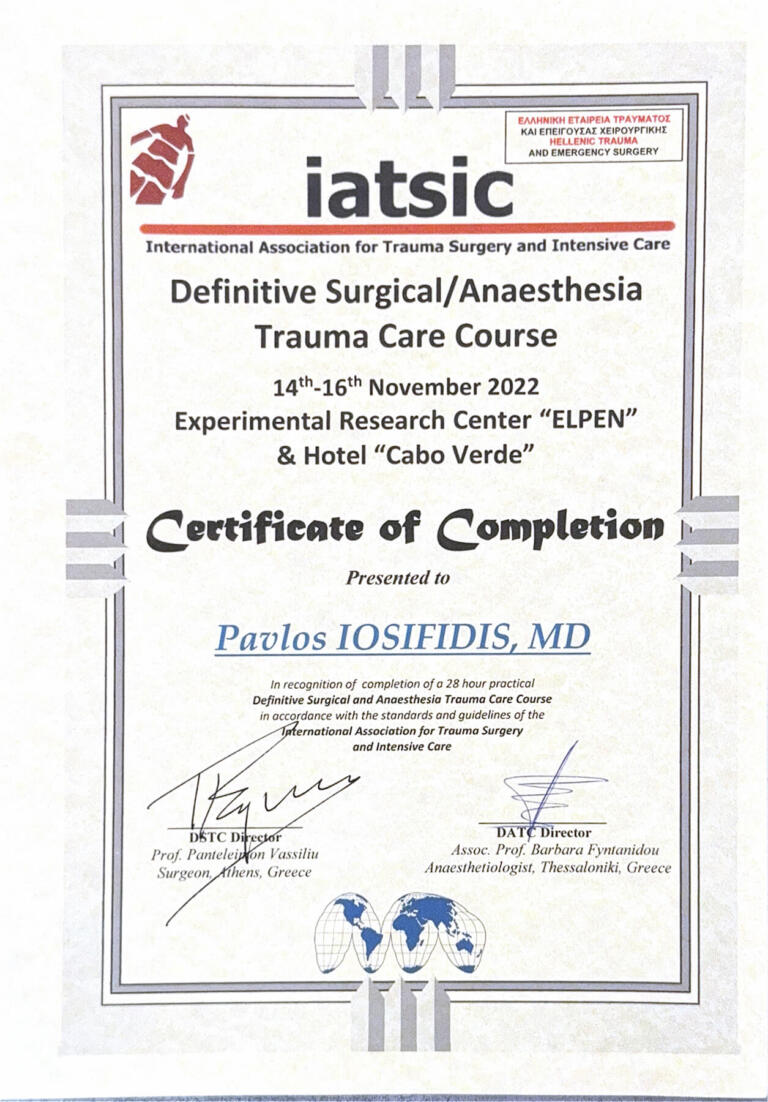 ΕΛΛΗΝΙΚΗ ΕΤΑΙΡΕΙΑ ΤΡΑΥΜΑΤΟΣ
ΚΑΙ ΕΠΕΙΓΟΥΣΑΣ ΧΕΙΡΟΥΡΓΙΚΗΣ
HELLENIC TRAUMA
AND EMERGENCY SURGERY
iatsic
International Association for Trauma Surgery and Intensive Care
Definitive Surgical/Anaesthesia
Trauma Care Course
14th-16th November 2022
Experimental Research Center “ELPEN”
& Hotel “Cabo Verde”
Certificate of Completion
Presented to
Pavlos IOSIFIDIS, MD
In recognition of completion of a 28 hour practical
Definitive Surgical and Anaesthesia Trauma Care Course
in accordance with the standards and guidelines of the
International Association for Trauma Surgery
and Intensive Care
DSTC Director
Prof. Panteleimon Vassiliu
Surgeon, Athens, Greece
DATC Director
Assoc. Prof. Barbara Fyntanidou
Anaesthetiologist, Thessaloniki, Greece